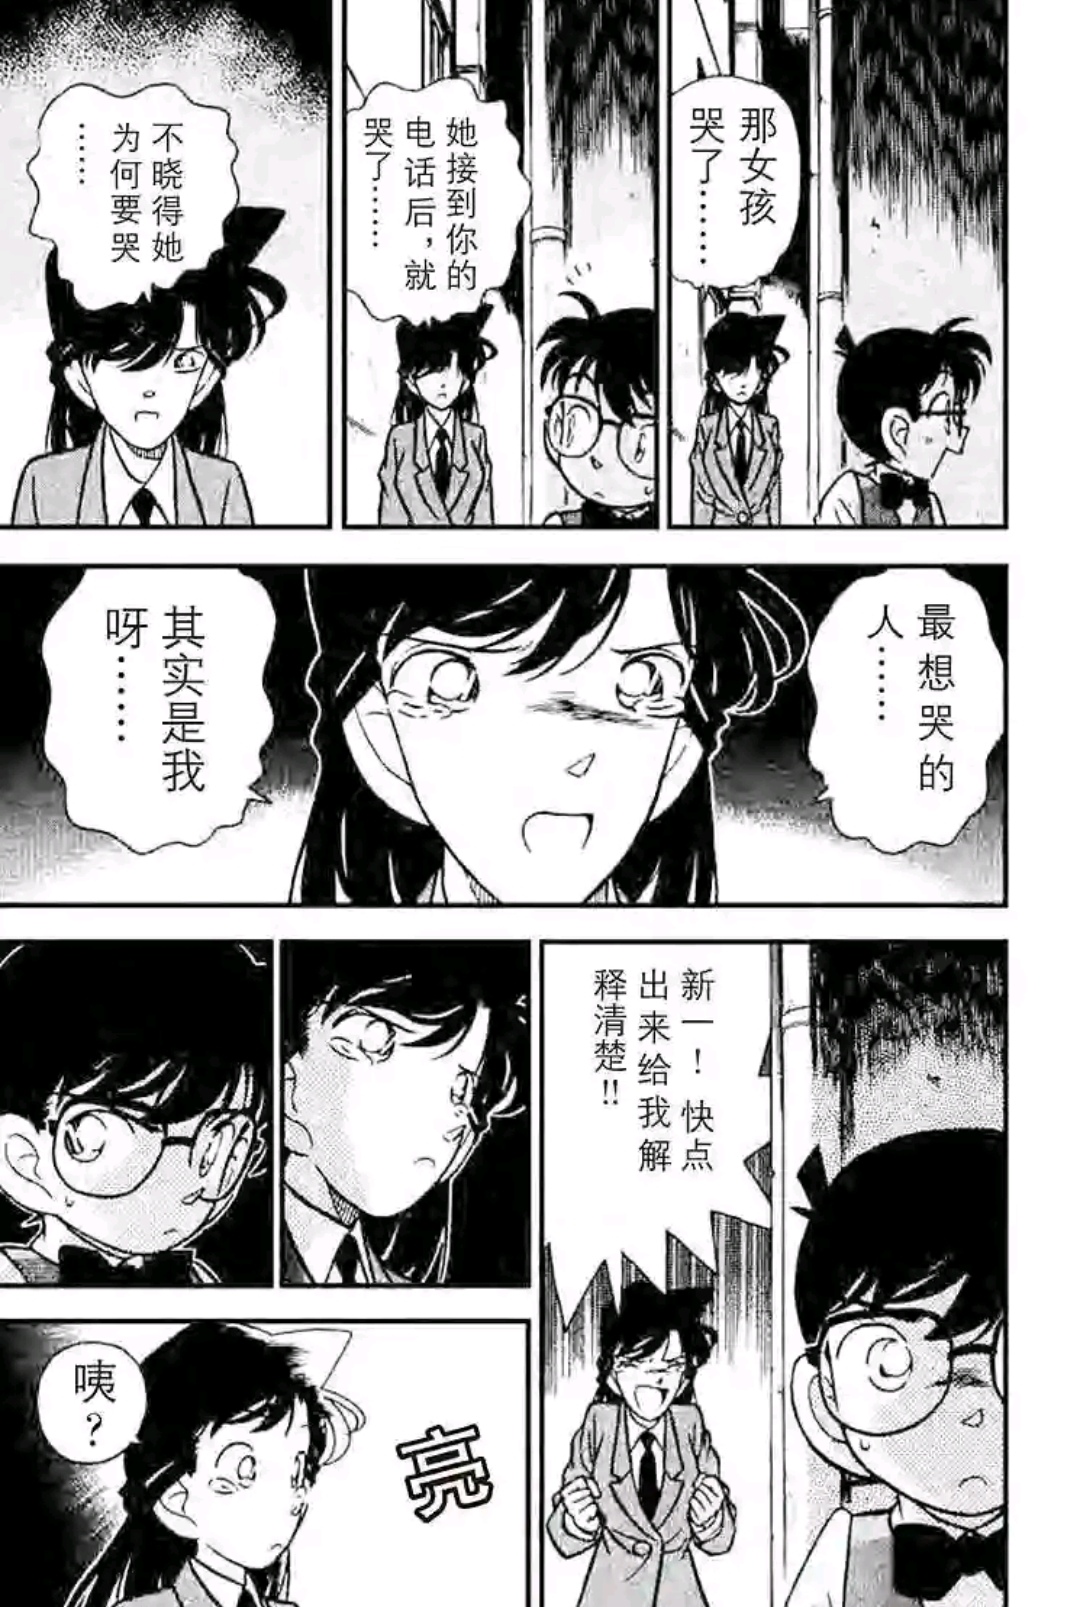 那女孩
哭了……
她接到你的
电话后，就
哭了……
不晓得她
为何要哭
……
最想哭的
人……
其实是我
呀……
新一！快点
出来给我解
释清楚!!
亮
咦？